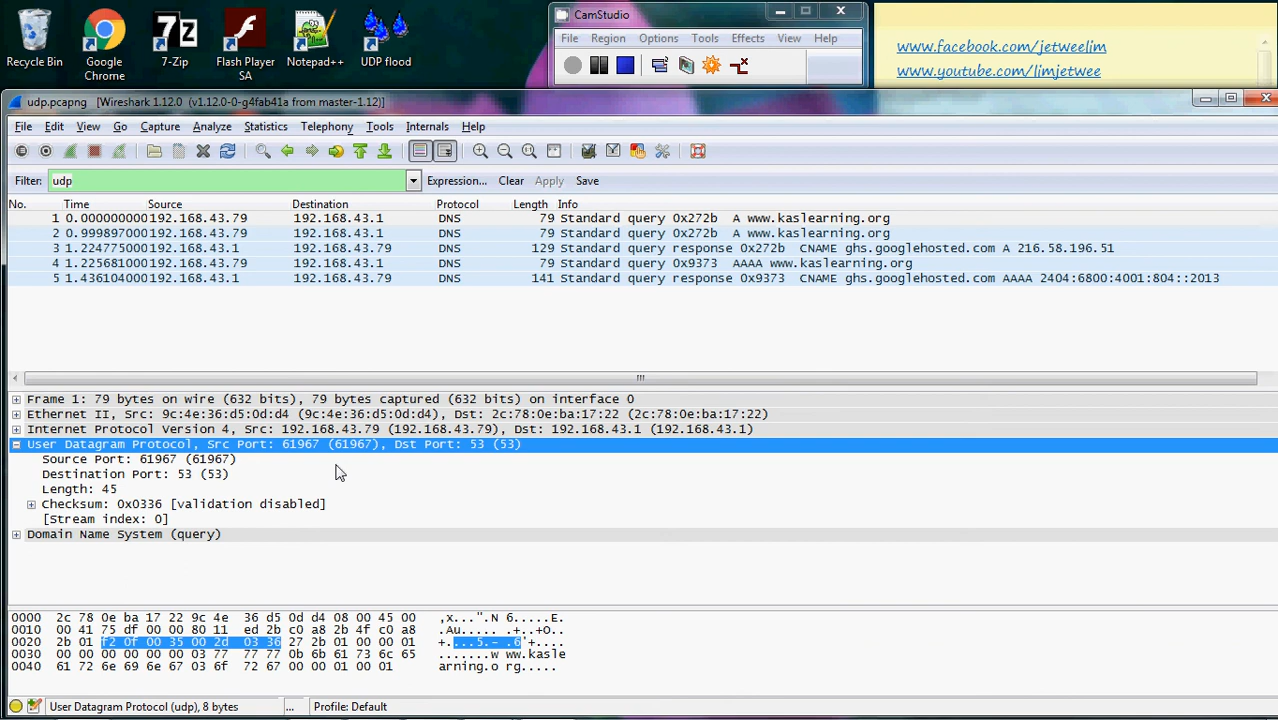 Recycle Bin
Google Chrome
7-Zip
Flash Player SA
Notepad++
UDP flood
CamStudio
File Region Options Tools Effects View Help
www.facebook.com/jetweelim
www.youtube.com/limjetwee
udp.pcapng [Wireshark 1.12.0 (v1.12.0-0-g4fab41a from master-1.12)]
File Edit View Go Capture Analyze Statistics Telephony Tools Internals Help
Filter: udp Expression... Clear Apply Save
No. Time Source Destination Protocol Length Info
1 0.000000000 192.168.43.79 192.168.43.1 DNS 79 Standard query 0x272b A www.kaslearning.org
2 0.999897000 192.168.43.79 192.168.43.1 DNS 79 Standard query 0x272b A www.kaslearning.org
3 1.224775000 192.168.43.1 192.168.43.79 DNS 129 Standard query response 0x272b CNAME ghs.googlehosted.com A 216.58.196.51
4 1.225681000 192.168.43.79 192.168.43.1 DNS 79 Standard query 0x9373 AAAA www.kaslearning.org
5 1.436104000 192.168.43.1 192.168.43.79 DNS 141 Standard query response 0x9373 CNAME ghs.googlehosted.com AAAA 2404:6800:4001:804::2013
Frame 1: 79 bytes on wire (632 bits), 79 bytes captured (632 bits) on interface 0
Ethernet II, Src: 9c:4e:36:d5:0d:d4 (9c:4e:36:d5:0d:d4), Dst: 2c:78:0e:ba:17:22 (2c:78:0e:ba:17:22)
Internet Protocol Version 4, Src: 192.168.43.79 (192.168.43.79), Dst: 192.168.43.1 (192.168.43.1)
User Datagram Protocol, Src Port: 61967 (61967), Dst Port: 53 (53)
Source Port: 61967 (61967)
Destination Port: 53 (53)
Length: 45
Checksum: 0x0336 [validation disabled]
[Stream index: 0]
Domain Name System (query)
0000 2c 78 0e ba 17 22 9c 4e 36 d5 0d d4 08 00 45 00 ,x...".N 6.....E.
0010 00 41 75 df 00 00 80 11 ed 2b c0 a8 2b 4f c0 a8 .Au..... .+..+O..
0020 2b 01 f2 0f 00 35 00 2d 03 36 27 2b 01 00 00 01 +....5.- .6'+....
0030 00 00 00 00 00 00 03 77 77 77 0b 6b 61 73 6c 65 .......w ww.kasle
0040 61 72 6e 69 6e 67 03 6f 72 67 00 00 01 00 01 arning.o rg.....
User Datagram Protocol (udp), 8 bytes ... Profile: Default